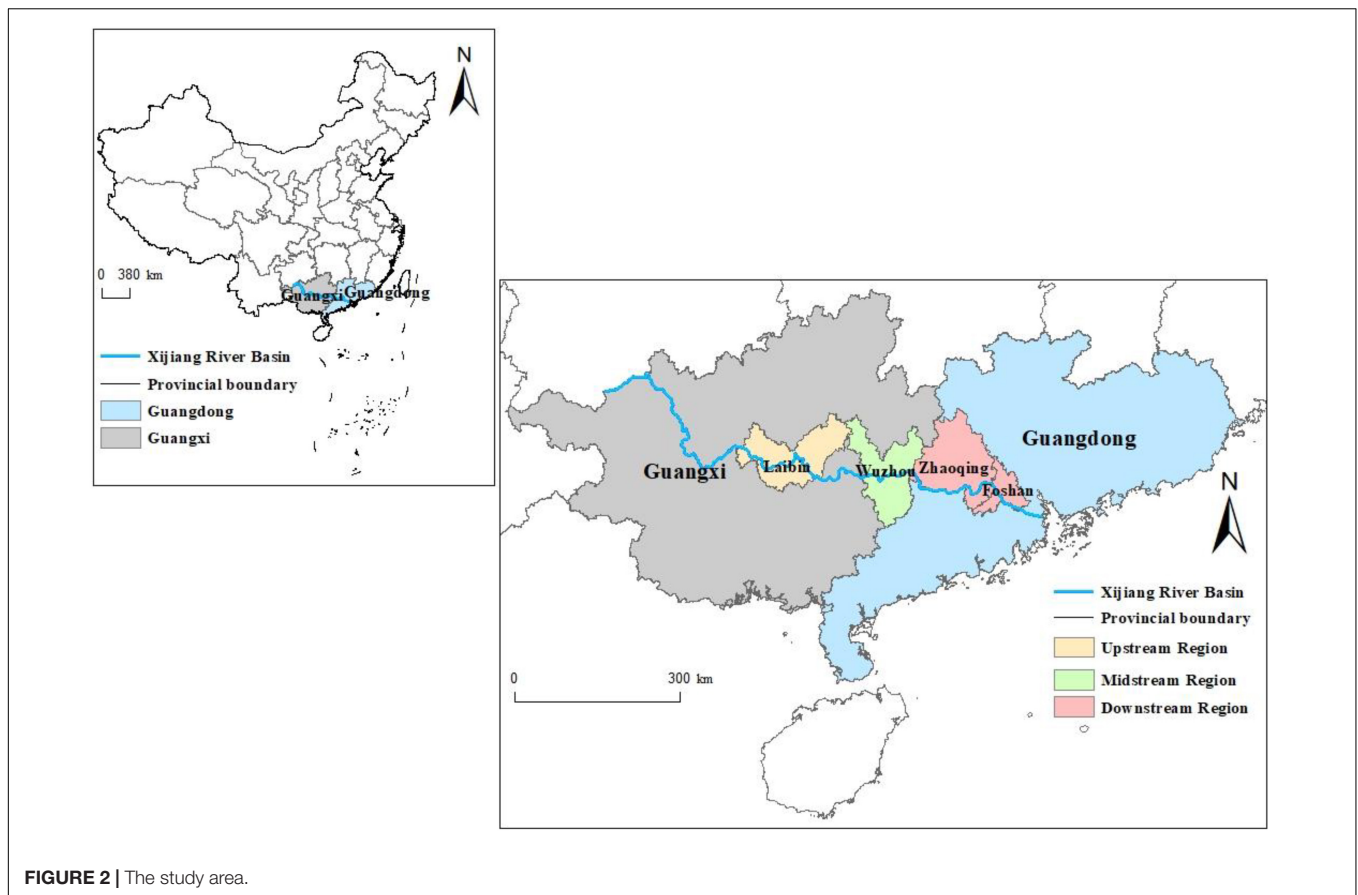 N
0 380 km
Guangxi Guangdong
Xijiang River Basin
Provincial boundary
Guangdong
Guangxi
Guangdong
Guangxi
Laibin
Wuzhou
Zhaoqing
Foshan
N
Xijiang River Basin
Provincial boundary
Upstream Region
Midstream Region
Downstream Region
0 300 km
FIGURE 2 | The study area.